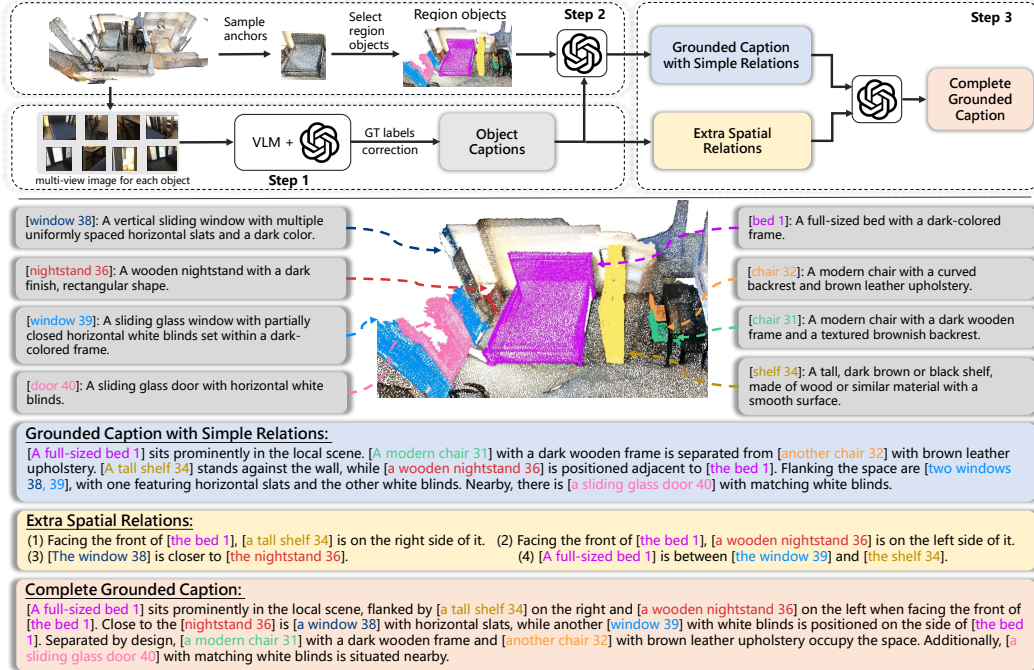 Sample anchors
Select region objects
Region objects
Step 2
Step 3
Grounded Caption with Simple Relations
Complete Grounded Caption
multi-view image for each object
VLM +
Step 1
GT labels correction
Object Captions
Extra Spatial Relations
[window 38]: A vertical sliding window with multiple
uniformly spaced horizontal slats and a dark color.
[nightstand 36]: A wooden nightstand with a dark
finish, rectangular shape.
[window 39]: A sliding glass window with partially
closed horizontal white blinds set within a dark-
colored frame.
[door 40]: A sliding glass door with horizontal white
blinds.
[bed 1]: A full-sized bed with a dark-colored
frame.
[chair 32]: A modern chair with a curved
backrest and brown leather upholstery.
[chair 31]: A modern chair with a dark wooden
frame and a textured brownish backrest.
[shelf 34]: A tall, dark brown or black shelf,
made of wood or similar material with a
smooth surface.
Grounded Caption with Simple Relations:
[A full-sized bed 1] sits prominently in the local scene. [A modern chair 31] with a dark wooden frame is separated from [another chair 32] with brown leather
upholstery. [A tall shelf 34] stands against the wall, while [a wooden nightstand 36] is positioned adjacent to [the bed 1]. Flanking the space are [two windows
38, 39], with one featuring horizontal slats and the other white blinds. Nearby, there is [a sliding glass door 40] with matching white blinds.
Extra Spatial Relations:
(1) Facing the front of [the bed 1], [a tall shelf 34] is on the right side of it. (2) Facing the front of [the bed 1], [a wooden nightstand 36] is on the left side of it.
(3) [The window 38] is closer to [the nightstand 36]. (4) [A full-sized bed 1] is between [the window 39] and [the shelf 34].
Complete Grounded Caption:
[A full-sized bed 1] sits prominently in the local scene, flanked by [a tall shelf 34] on the right and [a wooden nightstand 36] on the left when facing the front of
[the bed 1]. Close to the [nightstand 36] is [a window 38] with horizontal slats, while another [window 39] with white blinds is positioned on the side of [the bed
1]. Separated by design, [a modern chair 31] with a dark wooden frame and [another chair 32] with brown leather upholstery occupy the space. Additionally, [a
sliding glass door 40] with matching white blinds is situated nearby.